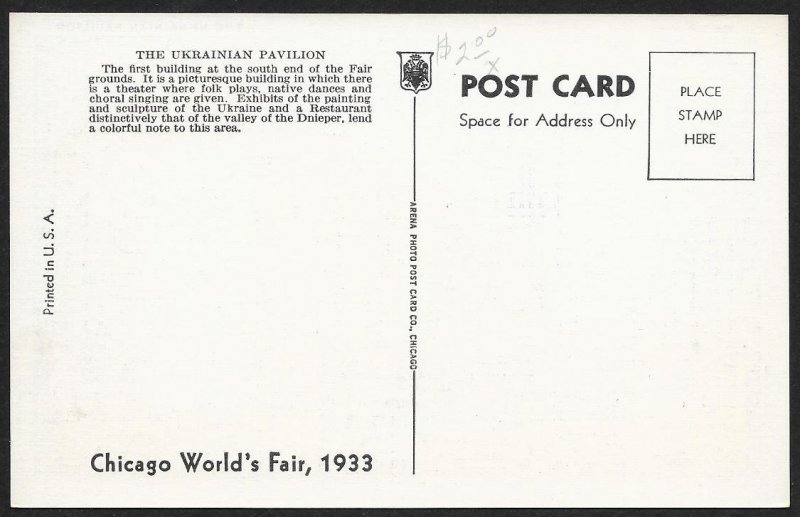 THE UKRAINIAN PAVILION
The first building at the south end of the Fair
grounds. It is a picturesque building in which there
is a theater where folk plays, native dances and
choral singing are given. Exhibits of the painting
and sculpture of the Ukraine and a Restaurant
distinctively that of the valley of the Dnieper, lend
a colorful note to this area.
Printed in U. S. A.
Chicago World's Fair, 1933
ARENA PHOTO POST CARD CO., CHICAGO
$2.00
x
POST CARD
Space for Address Only
PLACE
STAMP
HERE